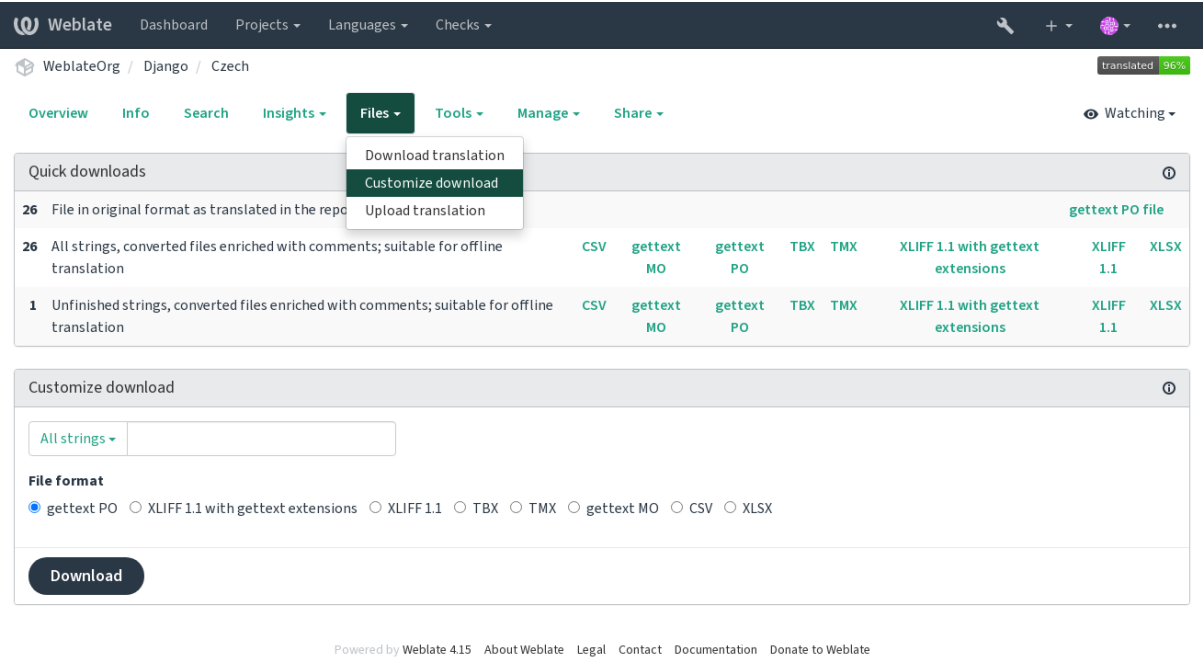 Weblate Dashboard Projects Languages Checks
WeblateOrg / Django / Czech
translated 96%
Overview Info Search Insights Files Tools Manage Share Watching
Download translation
Customize download
Upload translation
Quick downloads
26 File in original format as translated in the repo gettext PO file
26 All strings, converted files enriched with comments; suitable for offline
translation
CSV gettext MO gettext PO TBX TMX XLIFF 1.1 with gettext extensions XLIFF 1.1 XLSX
1 Unfinished strings, converted files enriched with comments; suitable for offline
translation
CSV gettext MO gettext PO TBX TMX XLIFF 1.1 with gettext extensions XLIFF 1.1 XLSX
Customize download
All strings
File format
gettext PO XLIFF 1.1 with gettext extensions XLIFF 1.1 TBX TMX gettext MO CSV XLSX
Download
Powered by Weblate 4.15 About Weblate Legal Contact Documentation Donate to Weblate